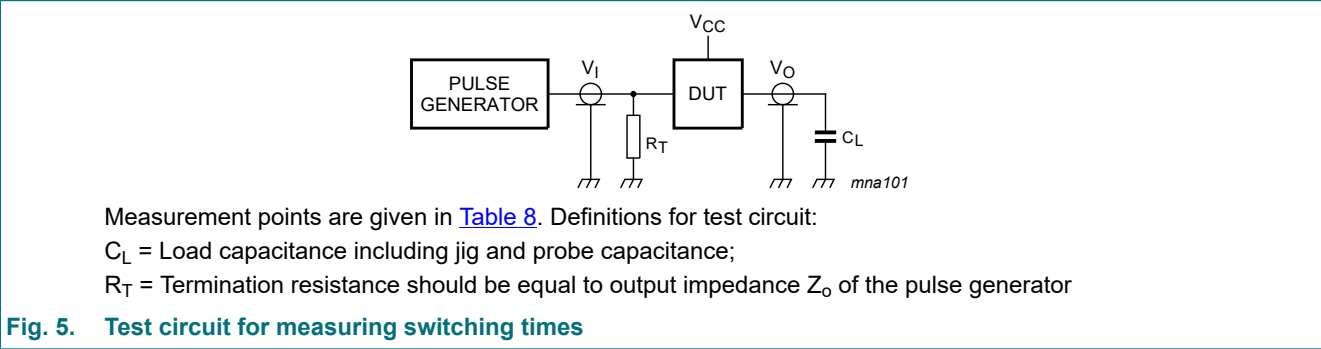 VCC
PULSE
GENERATOR
VI
DUT
VO
RT
CL
mna101
Measurement points are given in Table 8. Definitions for test circuit:
CL = Load capacitance including jig and probe capacitance;
RT = Termination resistance should be equal to output impedance Zo of the pulse generator
Fig. 5. Test circuit for measuring switching times